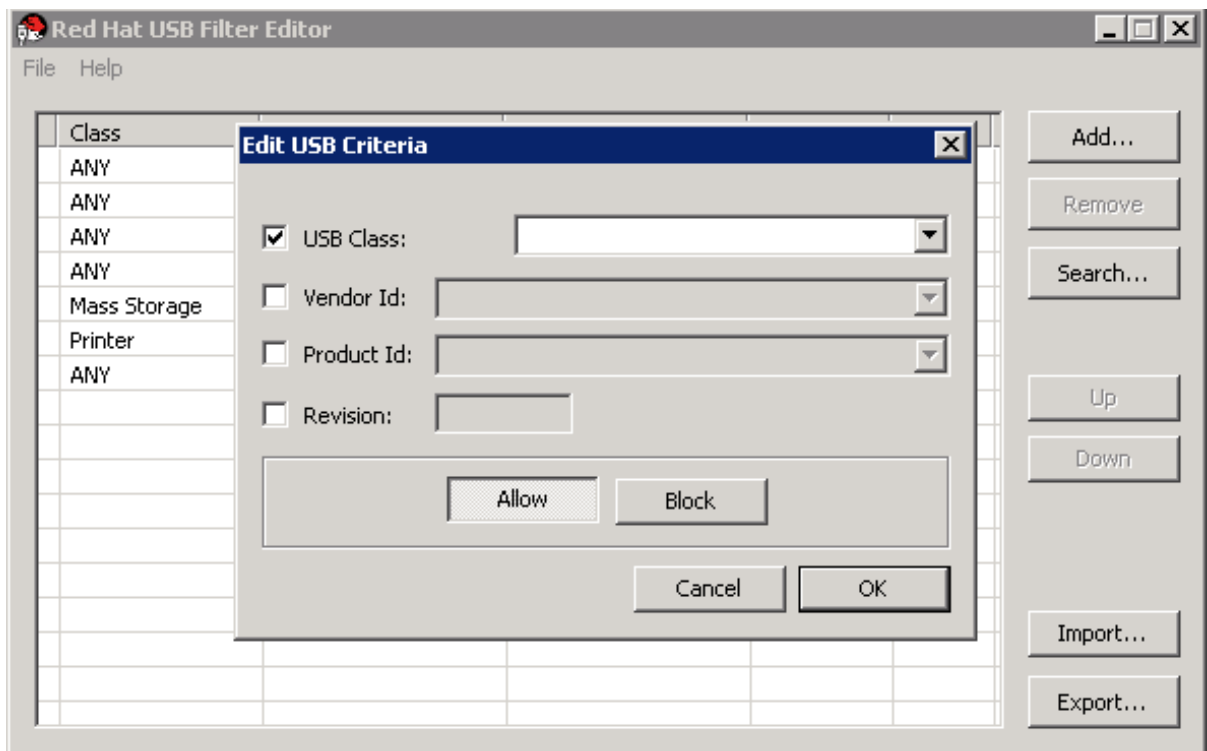 Red Hat USB Filter Editor
File Help
Class
ANY
ANY
ANY
ANY
Mass Storage
Printer
ANY
Edit USB Criteria
USB Class:
Vendor Id:
Product Id:
Revision:
Allow Block
Cancel OK
Add...
Remove
Search...
Up
Down
Import...
Export...